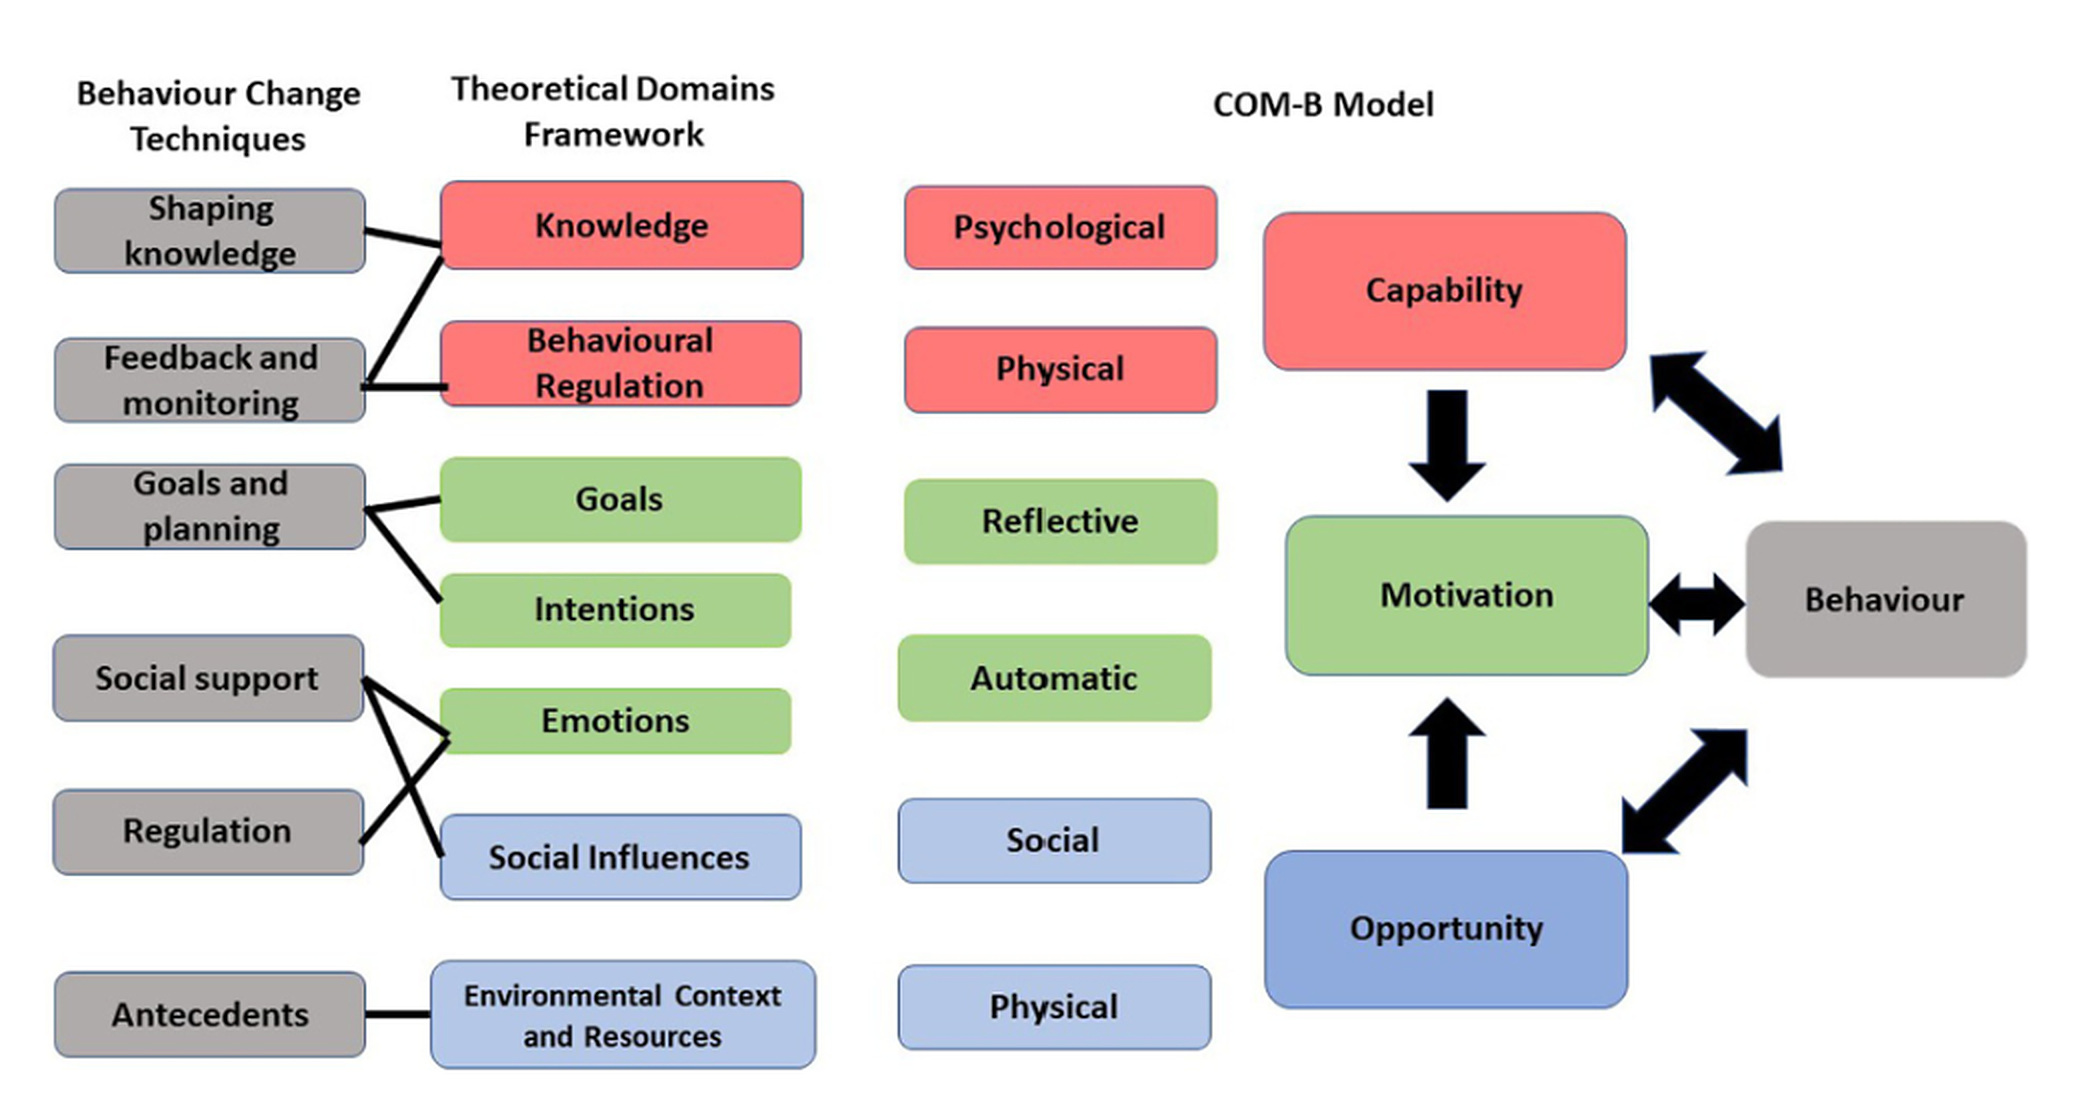 Behaviour Change
Techniques
Theoretical Domains
Framework
COM-B Model
Shaping
knowledge
Feedback and
monitoring
Goals and
planning
Social support
Regulation
Antecedents
Knowledge
Behavioural
Regulation
Goals
Intentions
Emotions
Social Influences
Environmental Context
and Resources
Psychological
Physical
Reflective
Automatic
Social
Physical
Capability
Motivation
Opportunity
Behaviour